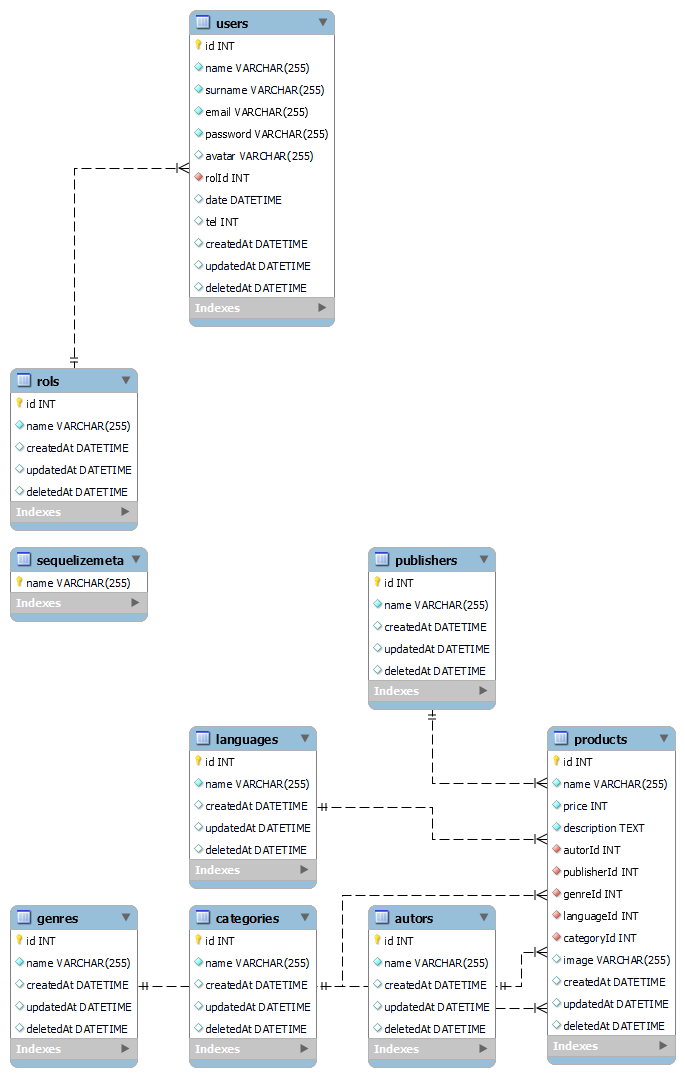 users
id INT
name VARCHAR(255)
surname VARCHAR(255)
email VARCHAR(255)
password VARCHAR(255)
avatar VARCHAR(255)
rolId INT
date DATETIME
tel INT
createdAt DATETIME
updatedAt DATETIME
deletedAt DATETIME
Indexes
rols
id INT
name VARCHAR(255)
createdAt DATETIME
updatedAt DATETIME
deletedAt DATETIME
Indexes
sequelizemeta
name VARCHAR(255)
Indexes
publishers
id INT
name VARCHAR(255)
createdAt DATETIME
updatedAt DATETIME
deletedAt DATETIME
Indexes
languages
id INT
name VARCHAR(255)
createdAt DATETIME
updatedAt DATETIME
deletedAt DATETIME
Indexes
products
id INT
name VARCHAR(255)
price INT
description TEXT
autorId INT
publisherId INT
genreId INT
languageId INT
categoryId INT
image VARCHAR(255)
createdAt DATETIME
updatedAt DATETIME
deletedAt DATETIME
Indexes
genres
id INT
name VARCHAR(255)
createdAt DATETIME
updatedAt DATETIME
deletedAt DATETIME
Indexes
categories
id INT
name VARCHAR(255)
createdAt DATETIME
updatedAt DATETIME
deletedAt DATETIME
Indexes
autors
id INT
name VARCHAR(255)
createdAt DATETIME
updatedAt DATETIME
deletedAt DATETIME
Indexes